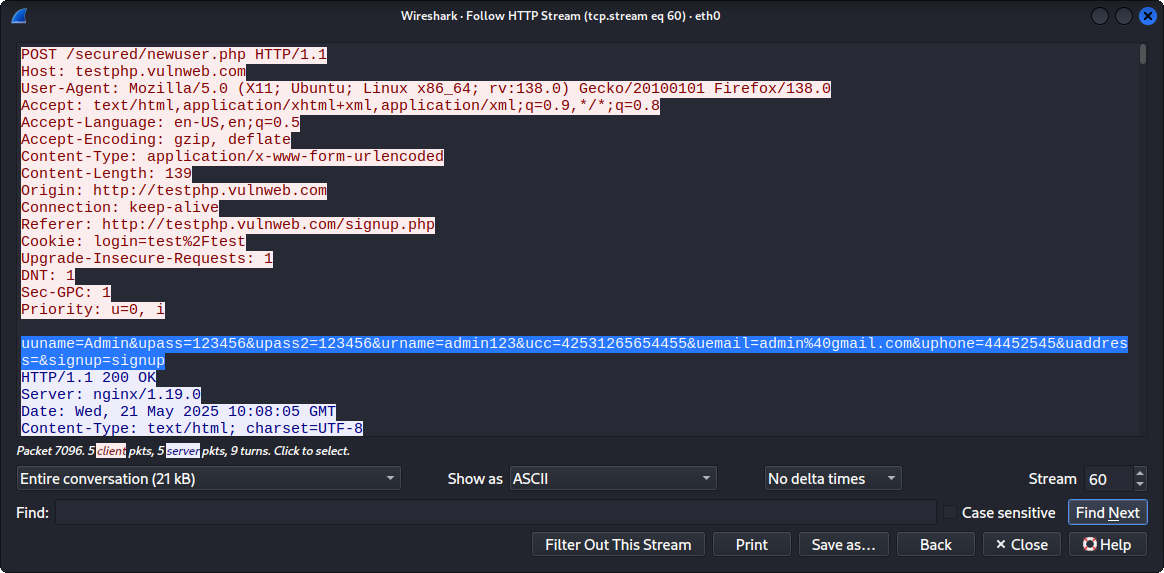 Wireshark · Follow HTTP Stream (tcp.stream eq 60) · eth0
POST /secured/newuser.php HTTP/1.1
Host: testphp.vulnweb.com
User-Agent: Mozilla/5.0 (X11; Ubuntu; Linux x86_64; rv:138.0) Gecko/20100101 Firefox/138.0
Accept: text/html,application/xhtml+xml,application/xml;q=0.9,*/*;q=0.8
Accept-Language: en-US,en;q=0.5
Accept-Encoding: gzip, deflate
Content-Type: application/x-www-form-urlencoded
Content-Length: 139
Origin: http://testphp.vulnweb.com
Connection: keep-alive
Referer: http://testphp.vulnweb.com/signup.php
Cookie: login=test%2Ftest
Upgrade-Insecure-Requests: 1
DNT: 1
Sec-GPC: 1
Priority: u=0, i
uuname=Admin&upass=123456&upass2=123456&urname=admin123&ucc=42531265654455&uemail=admin%40gmail.com&uphone=44452545&uaddres
s=&signup=signup
HTTP/1.1 200 OK
Server: nginx/1.19.0
Date: Wed, 21 May 2025 10:08:05 GMT
Content-Type: text/html; charset=UTF-8
Packet 7096. 5 client pkts, 5 server pkts, 9 turns. Click to select.
Entire conversation (21 kB) Show as ASCII No delta times Stream 60
Find: Case sensitive Find Next
Filter Out This Stream Print Save as... Back Close Help